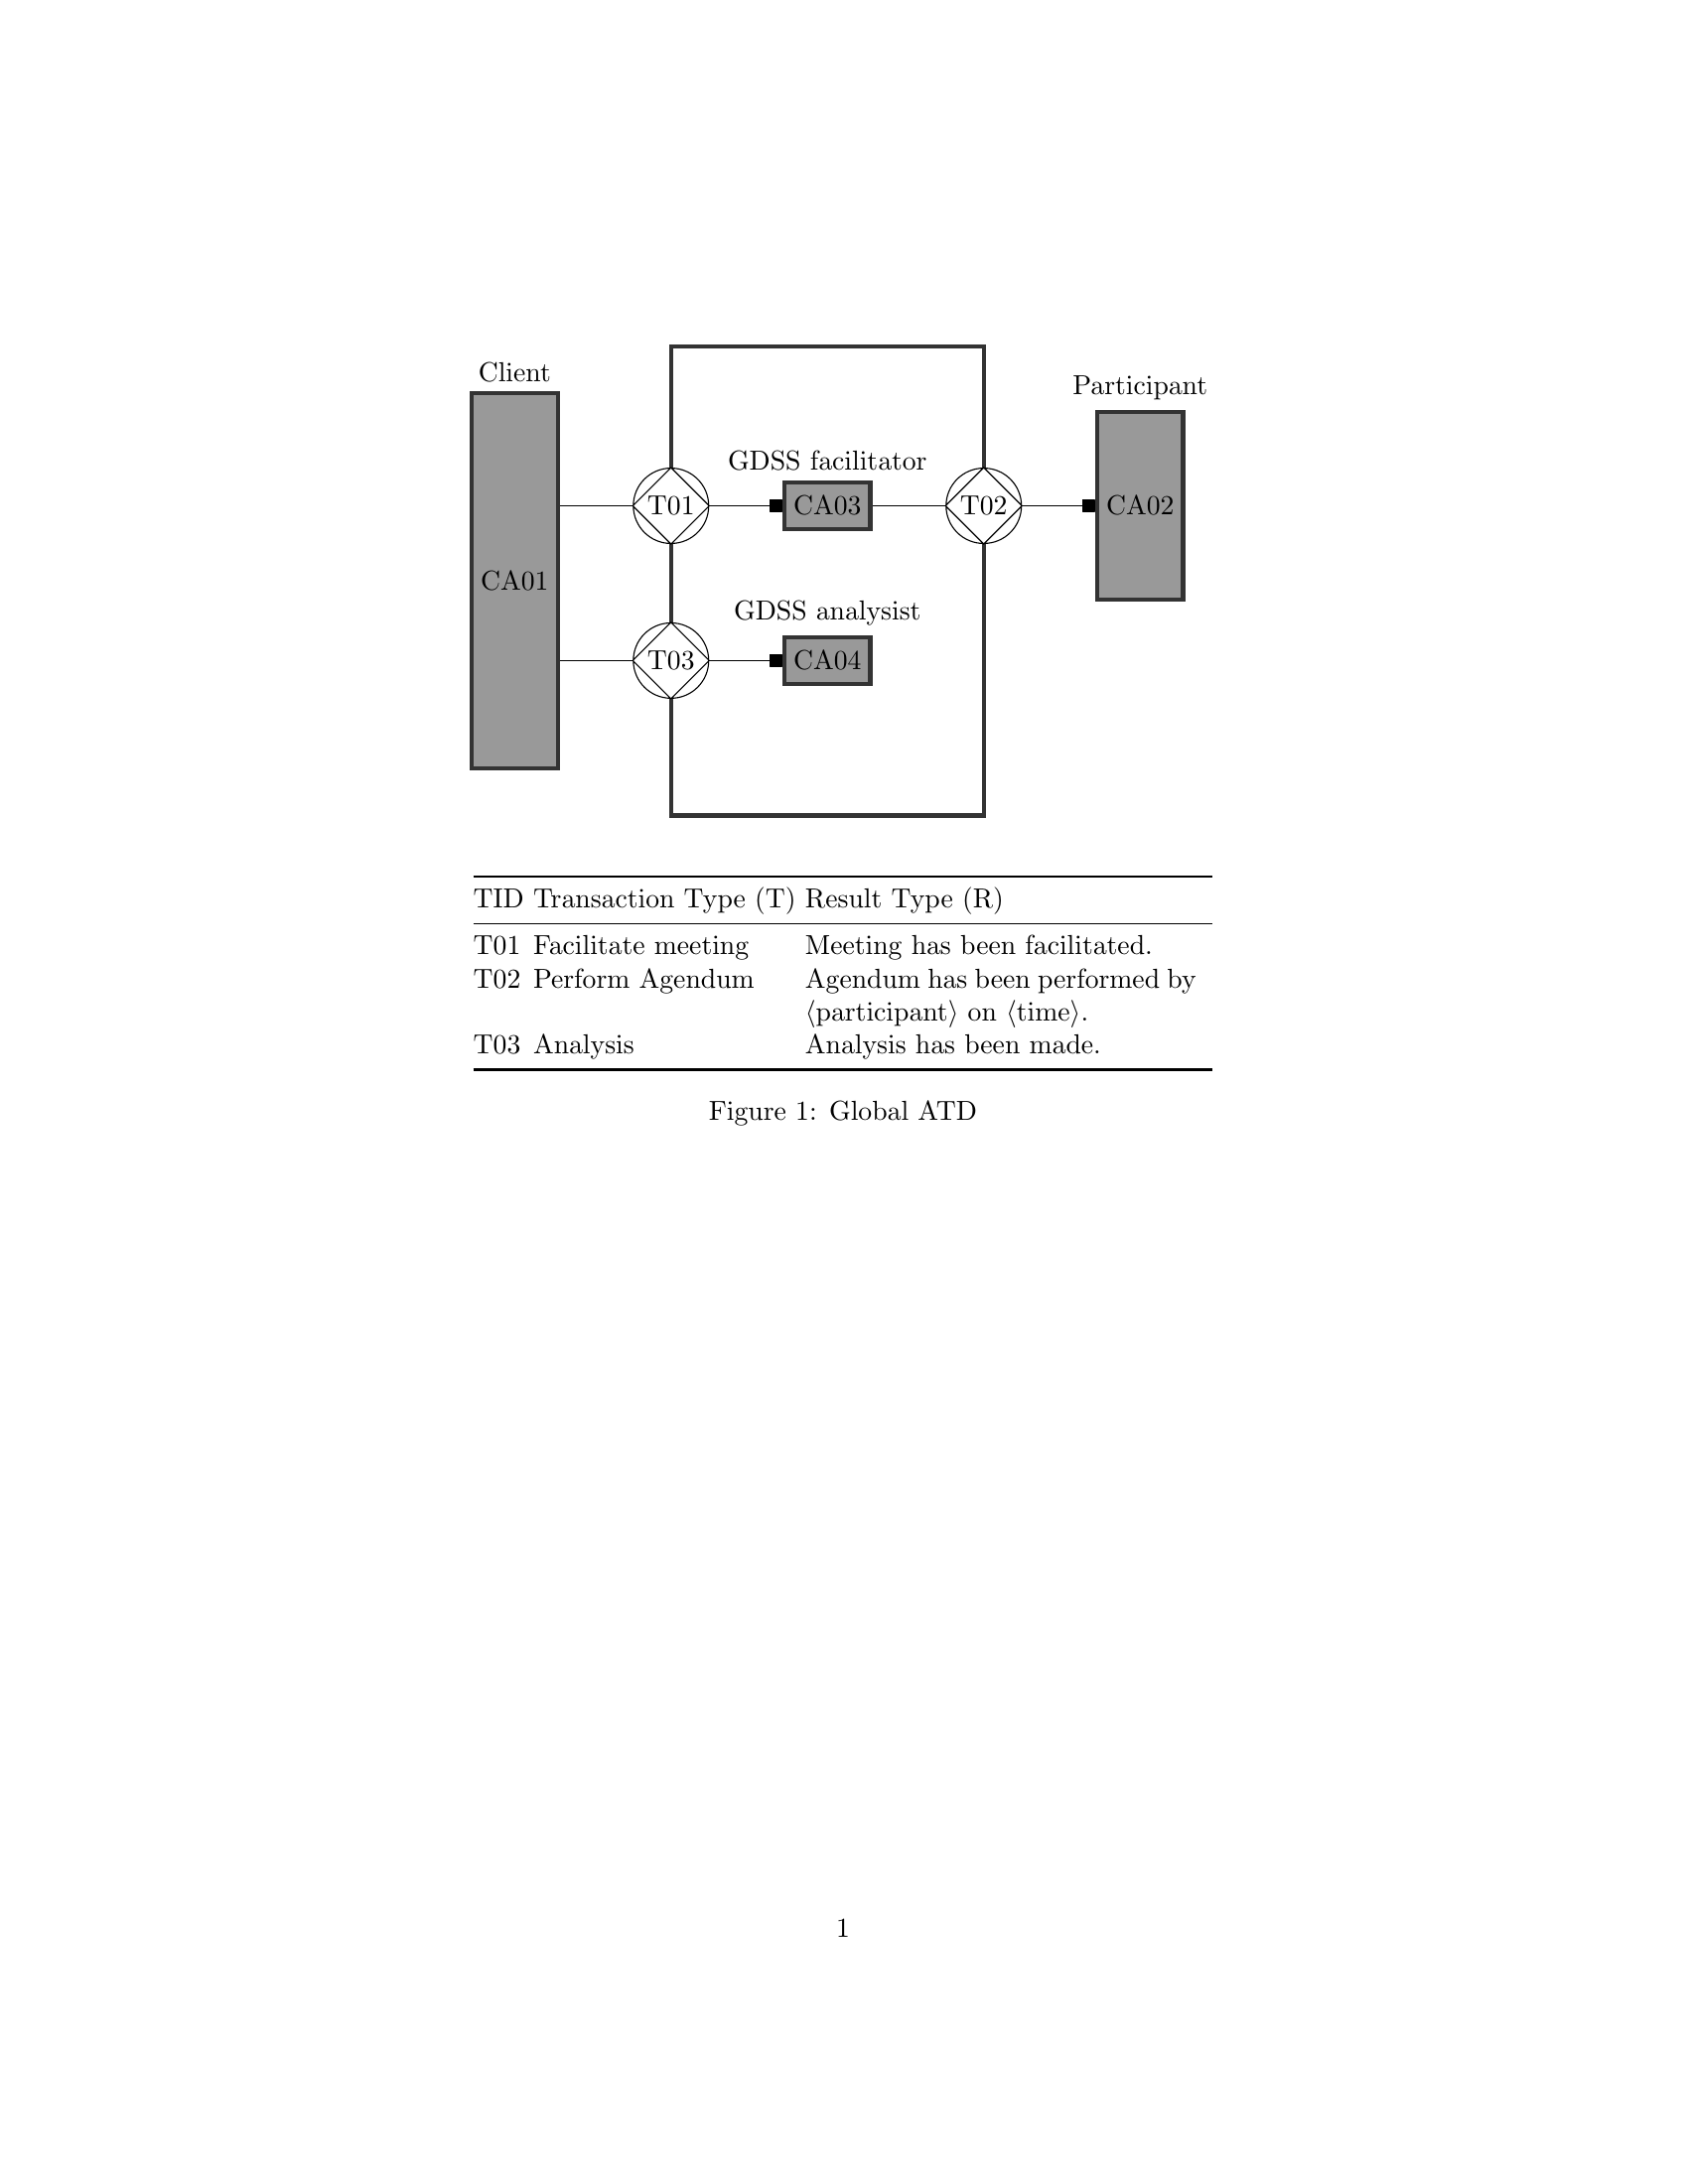 Client
Participant
GDSS facilitator
T01
CA03
T02
CA02
CA01
GDSS analysist
T03
CA04
TID Transaction Type (T) Result Type (R)
T01 Facilitate meeting Meeting has been facilitated.
T02 Perform Agendum Agendum has been performed by
⟨participant⟩ on ⟨time⟩.
T03 Analysis Analysis has been made.
Figure 1: Global ATD
1